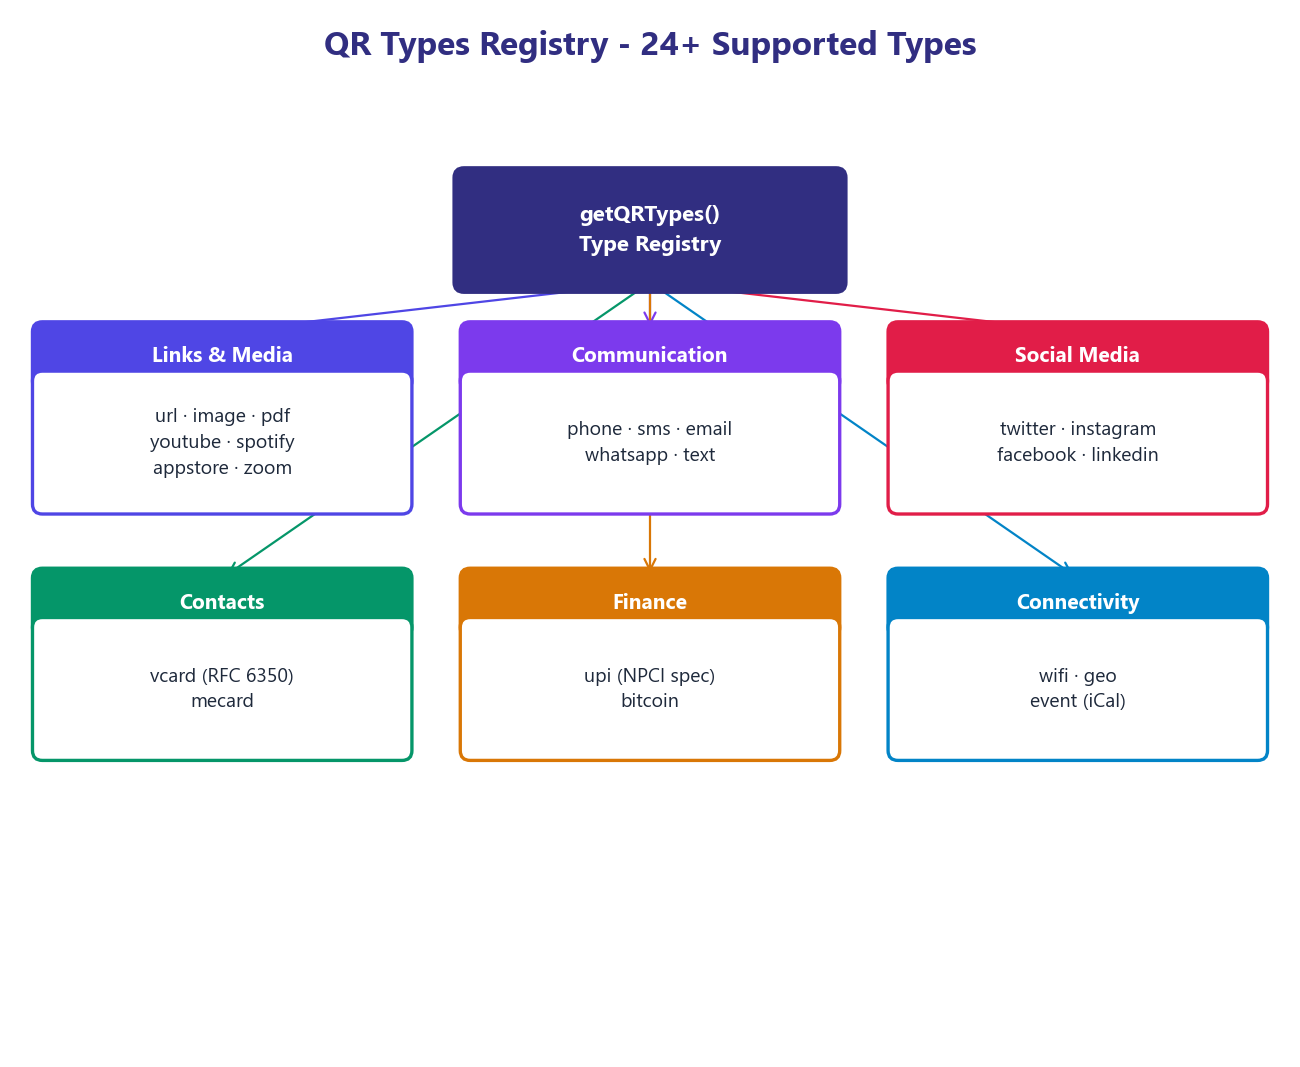 QR Types Registry - 24+ Supported Types
getQRTypes()
Type Registry
Links & Media
url · image · pdf
youtube · spotify
appstore · zoom
Communication
phone · sms · email
whatsapp · text
Social Media
twitter · instagram
facebook · linkedin
Contacts
vcard (RFC 6350)
mecard
Finance
upi (NPCI spec)
bitcoin
Connectivity
wifi · geo
event (iCal)